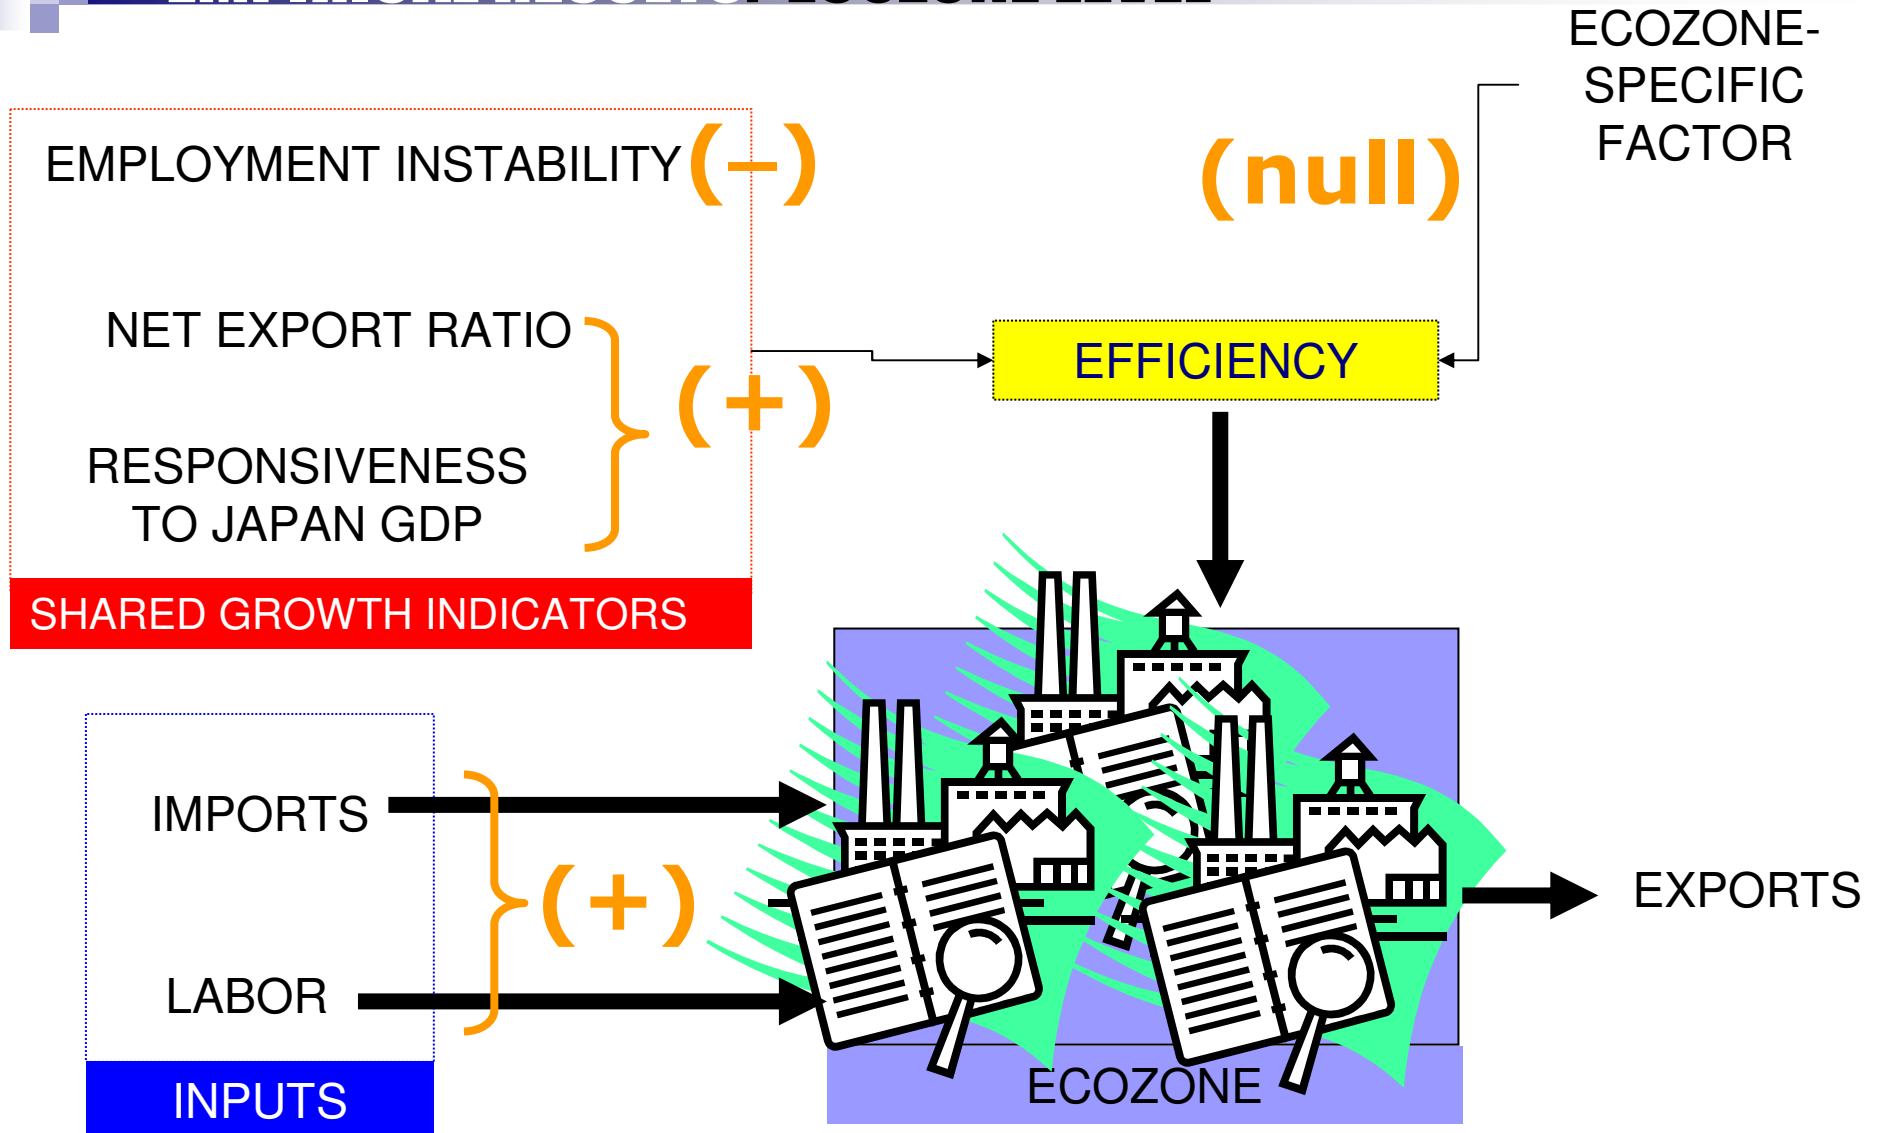 ECOZONE-
SPECIFIC
FACTOR
EMPLOYMENT INSTABILITY (–)
(null)
NET EXPORT RATIO
EFFICIENCY
(+)
RESPONSIVENESS
TO JAPAN GDP
SHARED GROWTH INDICATORS
IMPORTS
(+)
EXPORTS
LABOR
ECOZONE
INPUTS